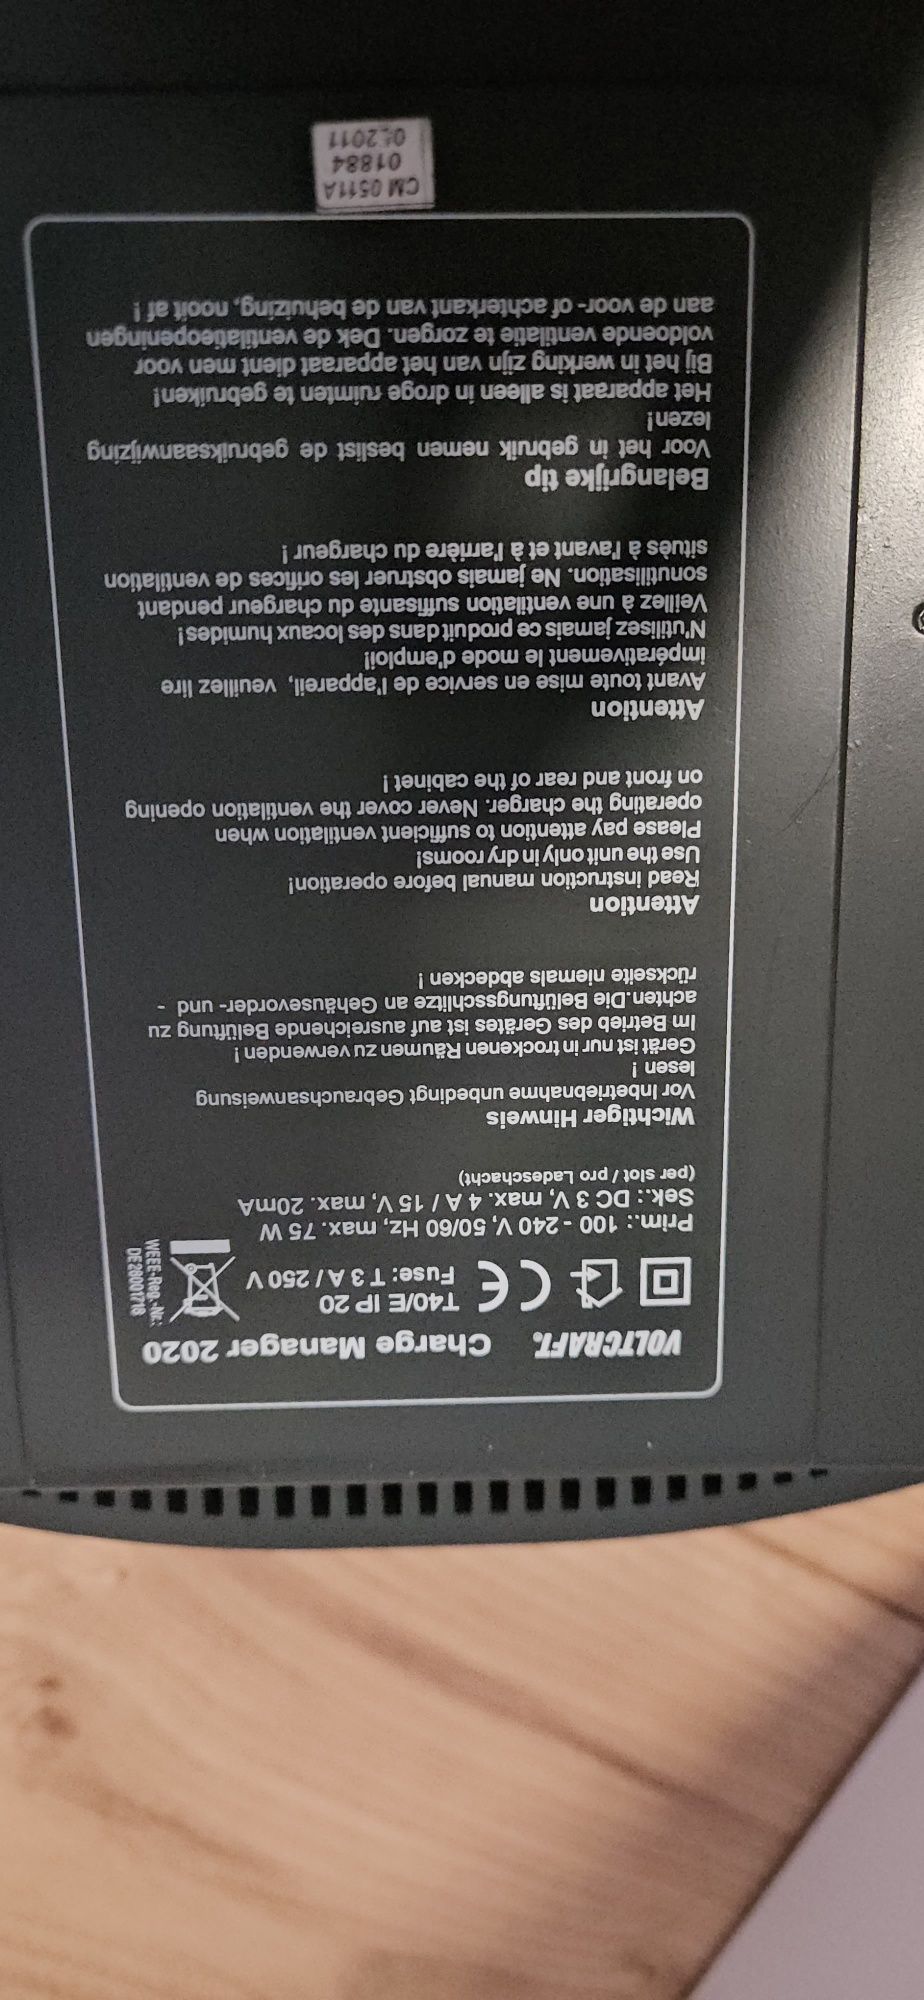 VOLTCRAFT. Charge Manager 2020
T40/E IP 20
Fuse: T 3 A / 250 V
WEEE-Reg.-Nr.:
DE28001718
Prim.: 100 - 240 V, 50/60 Hz, max. 75 W
Sek.: DC 3 V, max. 4 A / 15 V, max. 20mA
(per slot / pro Ladeschacht)
Wichtiger Hinweis
Vor Inbetriebnahme unbedingt Gebrauchsanweisung
lesen !
Gerät ist nur in trockenen Räumen zu verwenden !
Im Betrieb des Gerätes ist auf ausreichende Belüftung zu
achten.Die Belüftungsschlitze an Gehäusevorder- und -
rückseite niemals abdecken !
Attention
Read instruction manual before operation!
Use the unit only in dry rooms!
Please pay attention to sufficient ventilation when
operating the charger. Never cover the ventilation opening
on front and rear of the cabinet !
Attention
Avant toute mise en service de l'appareil, veuillez lire
impérativement le mode d'emploi!
N'utilisez jamais ce produit dans des locaux humides!
Veillez à une ventilation suffisante du chargeur pendant
sonutilisation. Ne jamais obstruer les orifices de ventilation
situés à l'avant et à l'arrière du chargeur !
Belangrijke tip
Voor het in gebruik nemen beslist de gebruiksaanwijzing
lezen!
Het apparaat is alleen in droge ruimten te gebruiken!
Bij het in werking zijn van het apparaat dient men voor
voldoende ventilatie te zorgen. Dek de ventilatieopeningen
aan de voor- of achterkant van de behuizing, nooit af !
CM 0511A
01884